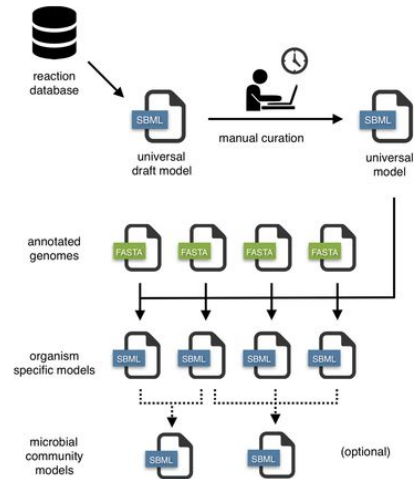 reaction
database
SBML
universal
draft model
manual curation
SBML
universal
model
annotated
genomes
FASTA FASTA FASTA FASTA
organism
specific models
SBML SBML SBML SBML
microbial
community
models
SBML SBML
(optional)